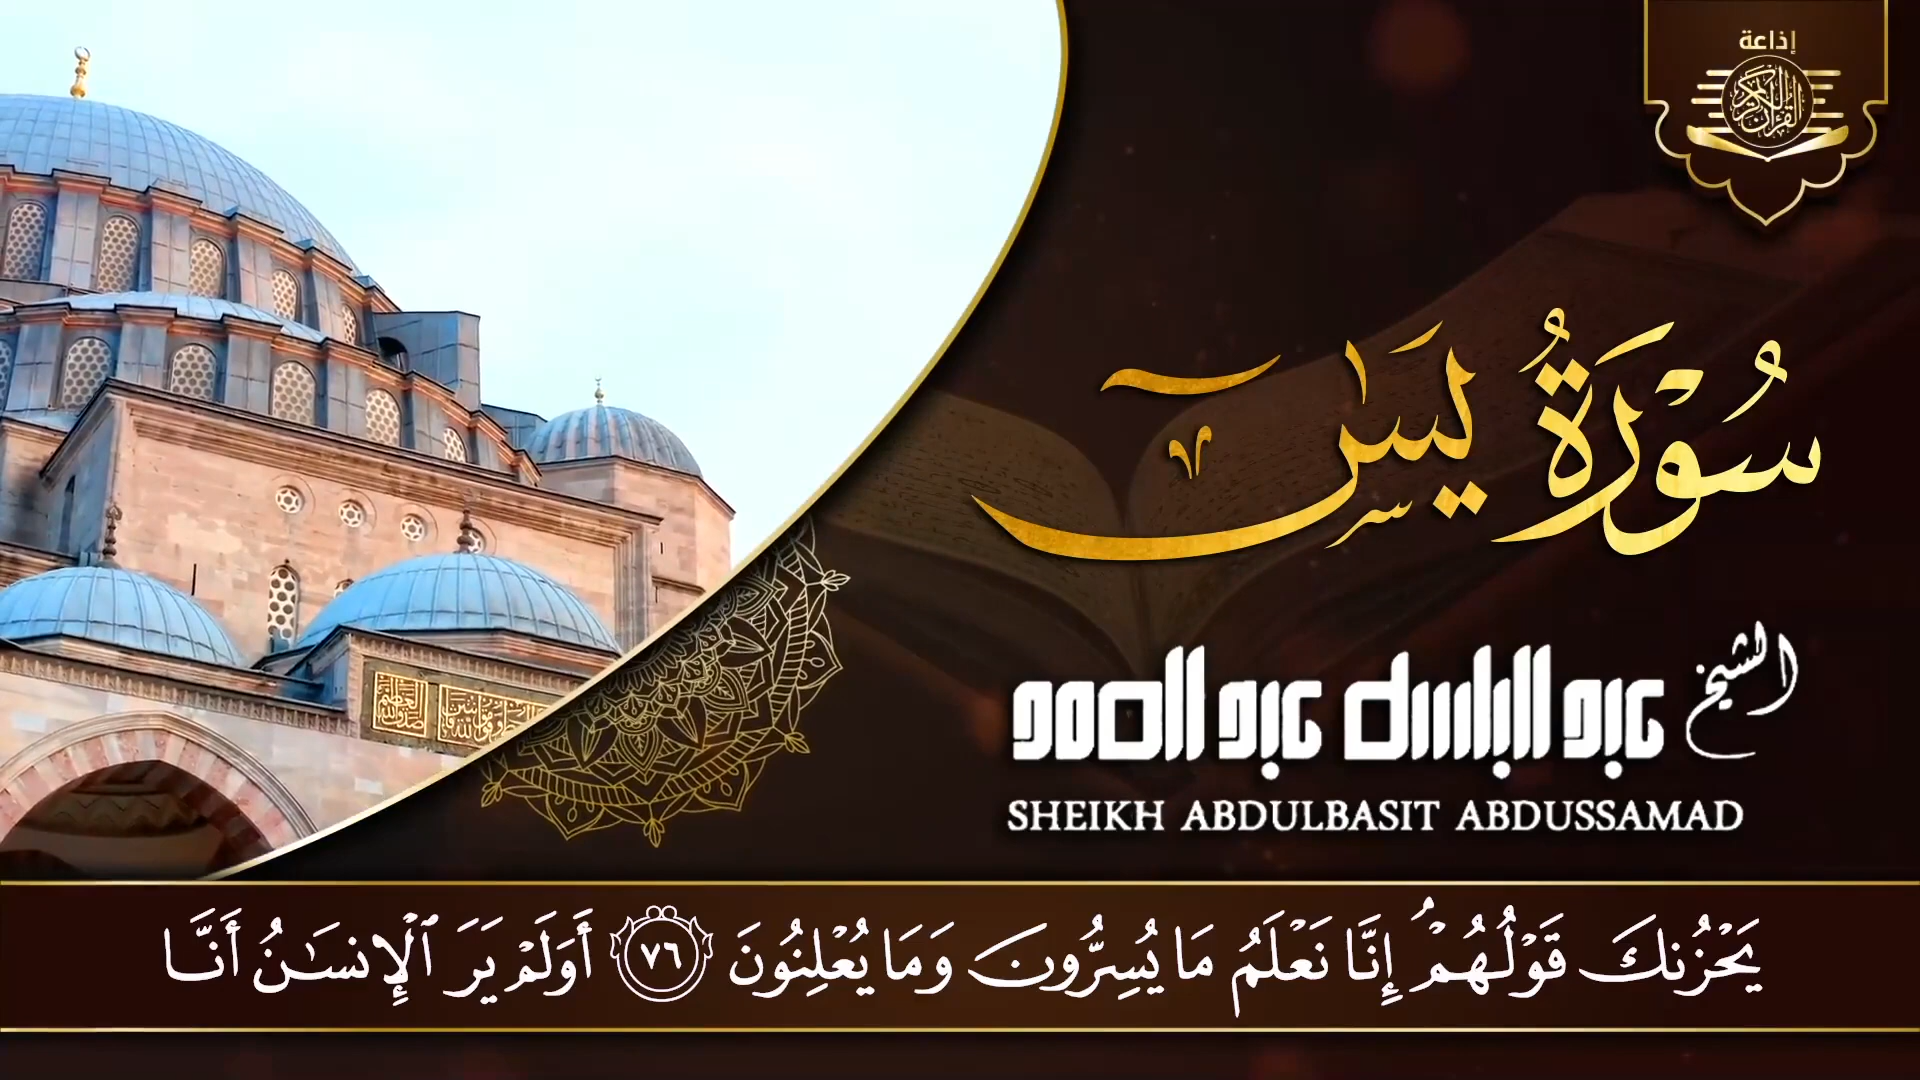 إذاعة
القرآن الكريم
سُورَةُ يسٓ
الشيخ عبد الباسط عبد الصمد
SHEIKH ABDULBASIT ABDUSSAMAD
يَحْزُنكَ قَوْلُهُمْ ۘ إِنَّا نَعْلَمُ مَا يُسِرُّونَ وَمَا يُعْلِنُونَ ٧٦ أَوَلَمْ يَرَ ٱلْإِنسَـٰنُ أَنَّا